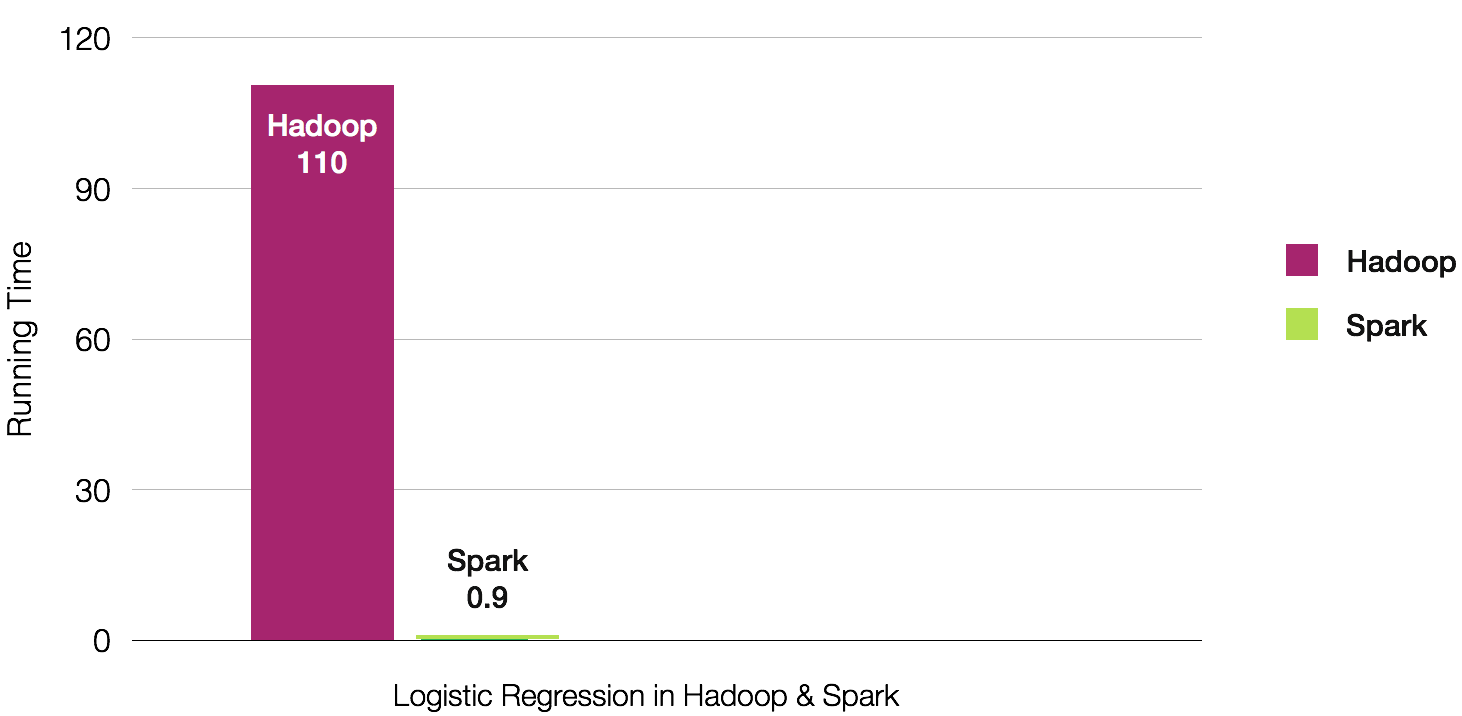 120
90
60
30
0
Running Time
Hadoop
110
Spark
0.9
Logistic Regression in Hadoop & Spark
Hadoop
Spark